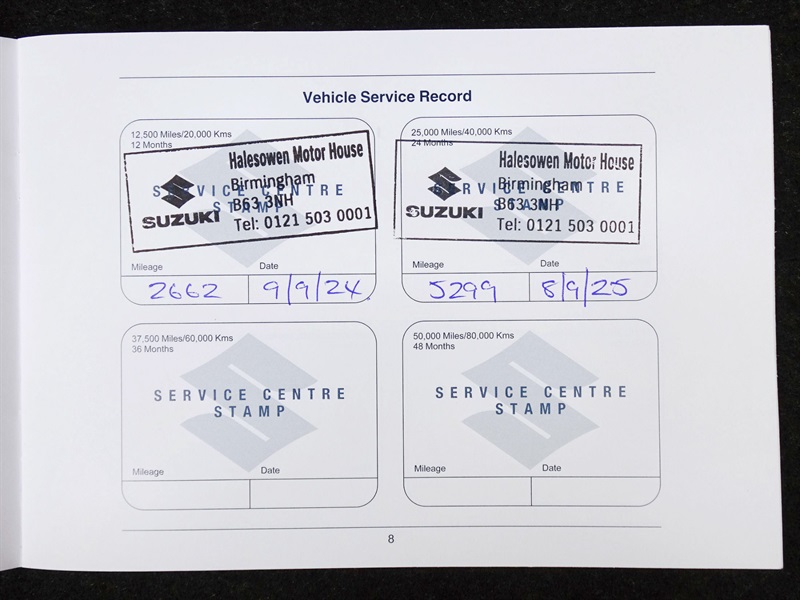 Vehicle Service Record
12,500 Miles/20,000 Kms
12 Months
SERVICE CENTRE
STAMP
Halesowen Motor House
Birmingham
B63 3NH
Tel: 0121 503 0001
SUZUKI
Mileage
Date
2662
9/9/24
25,000 Miles/40,000 Kms
24 Months
SERVICE CENTRE
STAMP
Halesowen Motor House
Birmingham
B63 3NH
Tel: 0121 503 0001
SUZUKI
Mileage
Date
5299
8/9/25
37,500 Miles/60,000 Kms
36 Months
SERVICE CENTRE
STAMP
Mileage
Date
50,000 Miles/80,000 Kms
48 Months
SERVICE CENTRE
STAMP
Mileage
Date
8